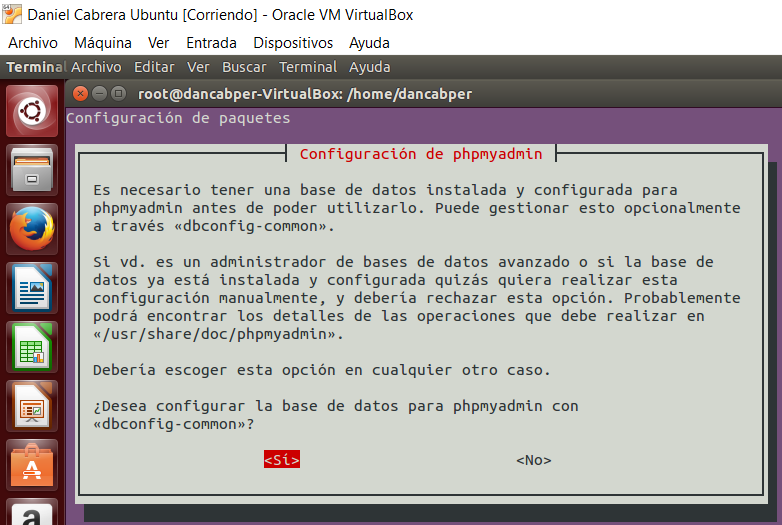 Daniel Cabrera Ubuntu [Corriendo] - Oracle VM VirtualBox
Archivo Máquina Ver Entrada Dispositivos Ayuda
Terminal Archivo Editar Ver Buscar Terminal Ayuda
root@dancabper-VirtualBox: /home/dancabper
Configuración de paquetes
Configuración de phpmyadmin
Es necesario tener una base de datos instalada y configurada para
phpmyadmin antes de poder utilizarlo. Puede gestionar esto opcionalmente
a través «dbconfig-common».
Si vd. es un administrador de bases de datos avanzado o si la base de
datos ya está instalada y configurada quizás quiera realizar esta
configuración manualmente, y debería rechazar esta opción. Probablemente
podrá encontrar los detalles de las operaciones que debe realizar en
«/usr/share/doc/phpmyadmin».
Debería escoger esta opción en cualquier otro caso.
¿Desea configurar la base de datos para phpmyadmin con
«dbconfig-common»?
<Sí> <No>